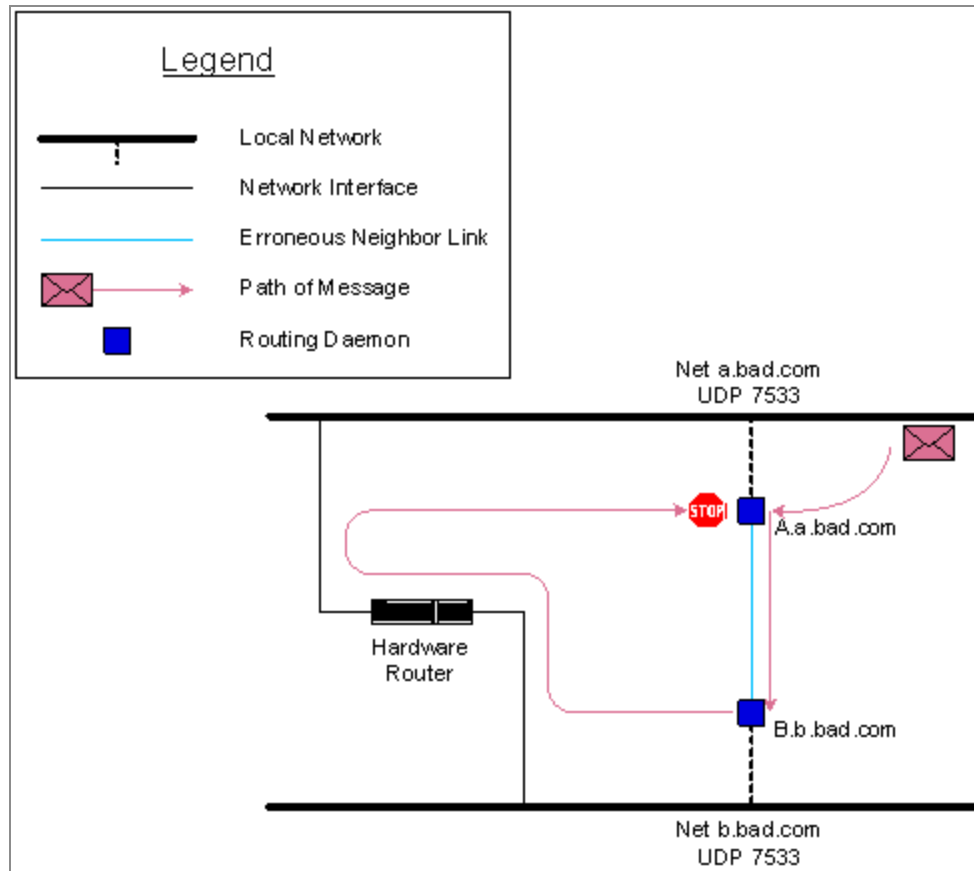 Legend
Local Network
Network Interface
Erroneous Neighbor Link
Path of Message
Routing Daemon
Net a.bad.com
UDP 7533
STOP
A.a.bad.com
Hardware
Router
B.b.bad.com
Net b.bad.com
UDP 7533